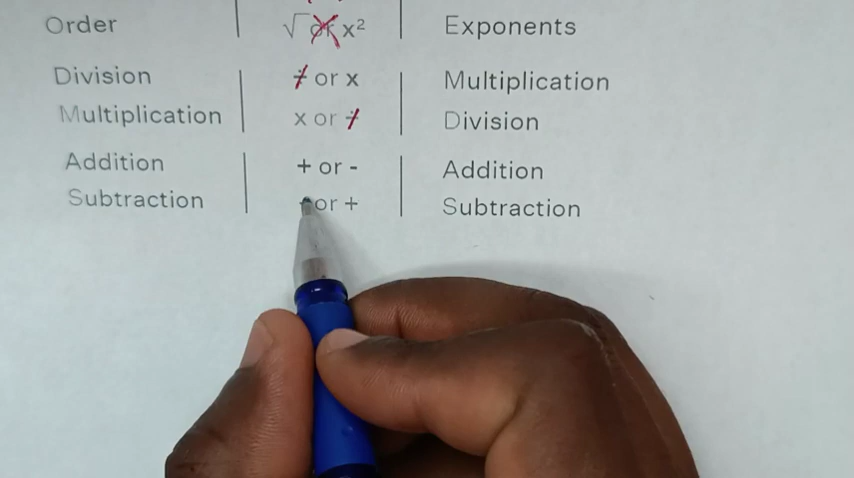 Order √ or x² Exponents
Division ÷ or x Multiplication
Multiplication x or ÷ Division
Addition + or - Addition
Subtraction - or + Subtraction